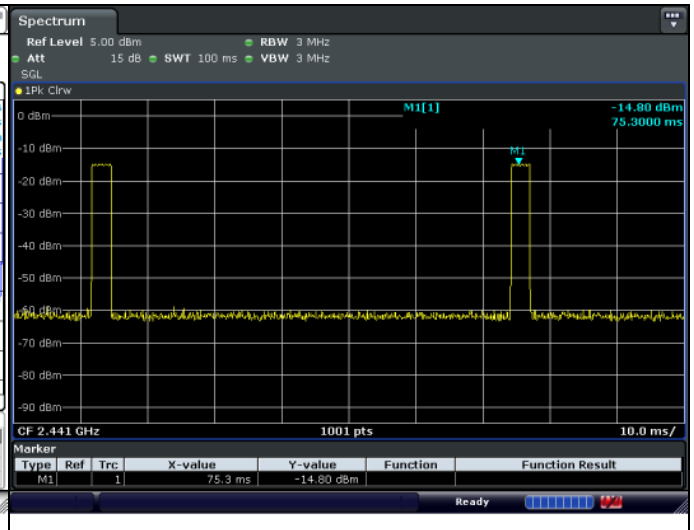 Spectrum
Ref Level 5.00 dBm RBW 3 MHz
Att 15 dB SWT 100 ms VBW 3 MHz
SGL
1Pk Clrw
M1[1] -14.80 dBm
75.3000 ms
0 dBm
-10 dBm
M1
-20 dBm
-30 dBm
-40 dBm
-50 dBm
-60 dBm
-70 dBm
-80 dBm
-90 dBm
CF 2.441 GHz 1001 pts 10.0 ms/
Marker
Type Ref Trc X-value Y-value Function Function Result
M1 1 75.3 ms -14.80 dBm
Ready